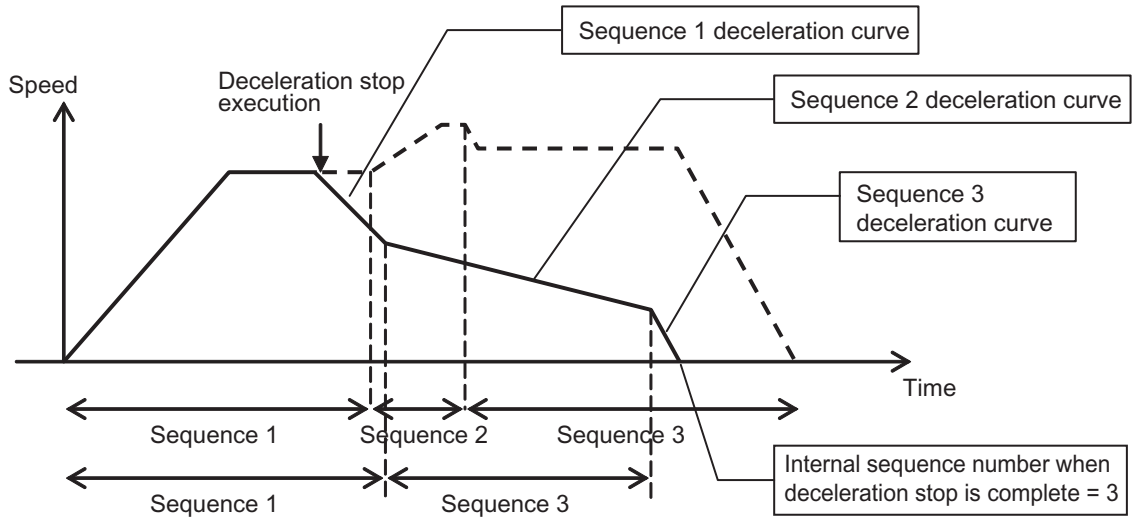 Sequence 1 deceleration curve
Deceleration stop
execution
Speed
Sequence 2 deceleration curve
Sequence 3
deceleration curve
Time
Sequence 1
Sequence 2
Sequence 3
Sequence 1
Sequence 3
Internal sequence number when
deceleration stop is complete = 3